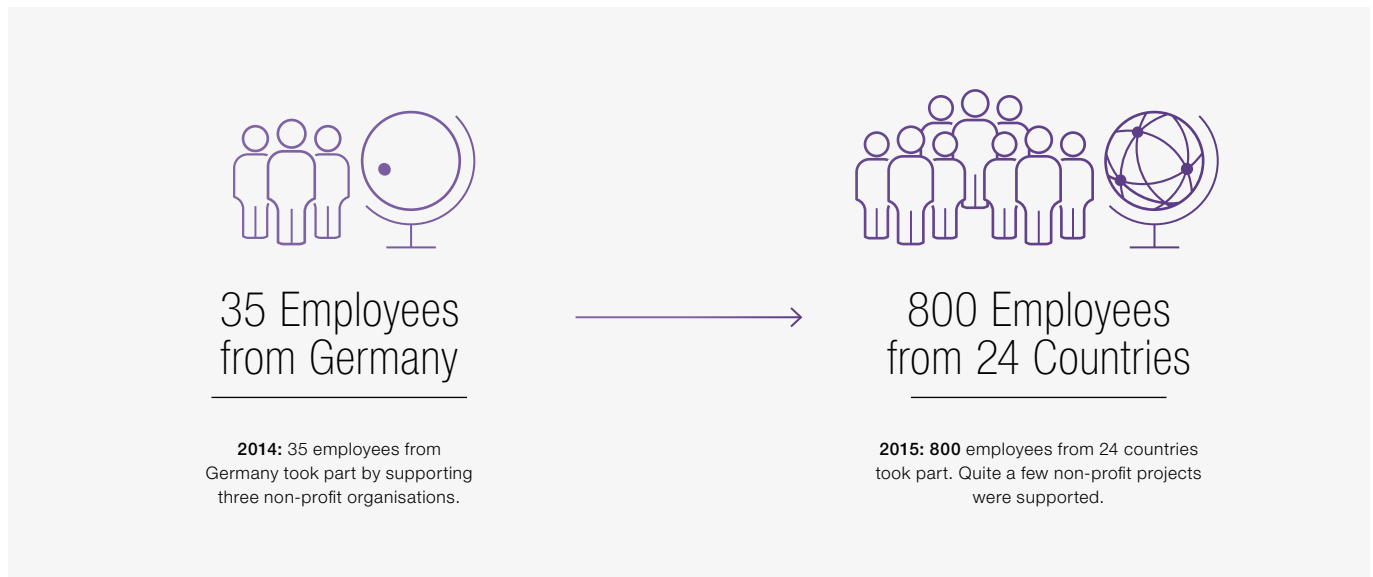 35 Employees
from Germany
2014: 35 employees from
Germany took part by supporting
three non-profit organisations.
800 Employees
from 24 Countries
2015: 800 employees from 24 countries
took part. Quite a few non-profit projects
were supported.